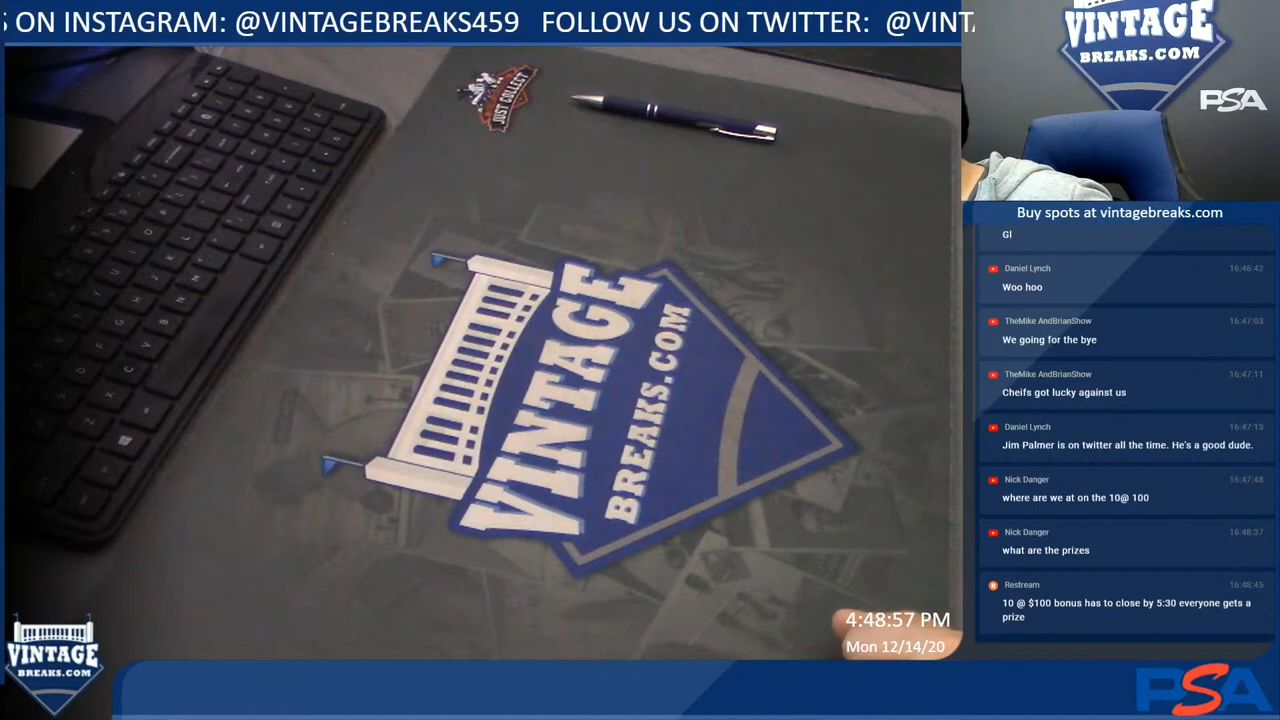 S ON INSTAGRAM: @VINTAGEBREAKS459 FOLLOW US ON TWITTER: @VINTA
VINTAGE
BREAKS.COM
PSA
JUST COLLECT
VINTAGE
BREAKS.COM
Buy spots at vintagebreaks.com
GI
Daniel Lynch 16:46:42
Woo hoo
TheMike AndBrianShow 16:47:03
We going for the bye
TheMike AndBrianShow 16:47:11
Cheifs got lucky against us
Daniel Lynch 16:47:15
Jim Palmer is on twitter all the time. He's a good dude.
Nick Danger 16:47:48
where are we at on the 10@ 100
Nick Danger 16:48:37
what are the prizes
Restream 16:48:45
10 @ $100 bonus has to close by 5:30 everyone gets a
prize
4:48:57 PM
Mon 12/14/20
VINTAGE
BREAKS.COM
PSA